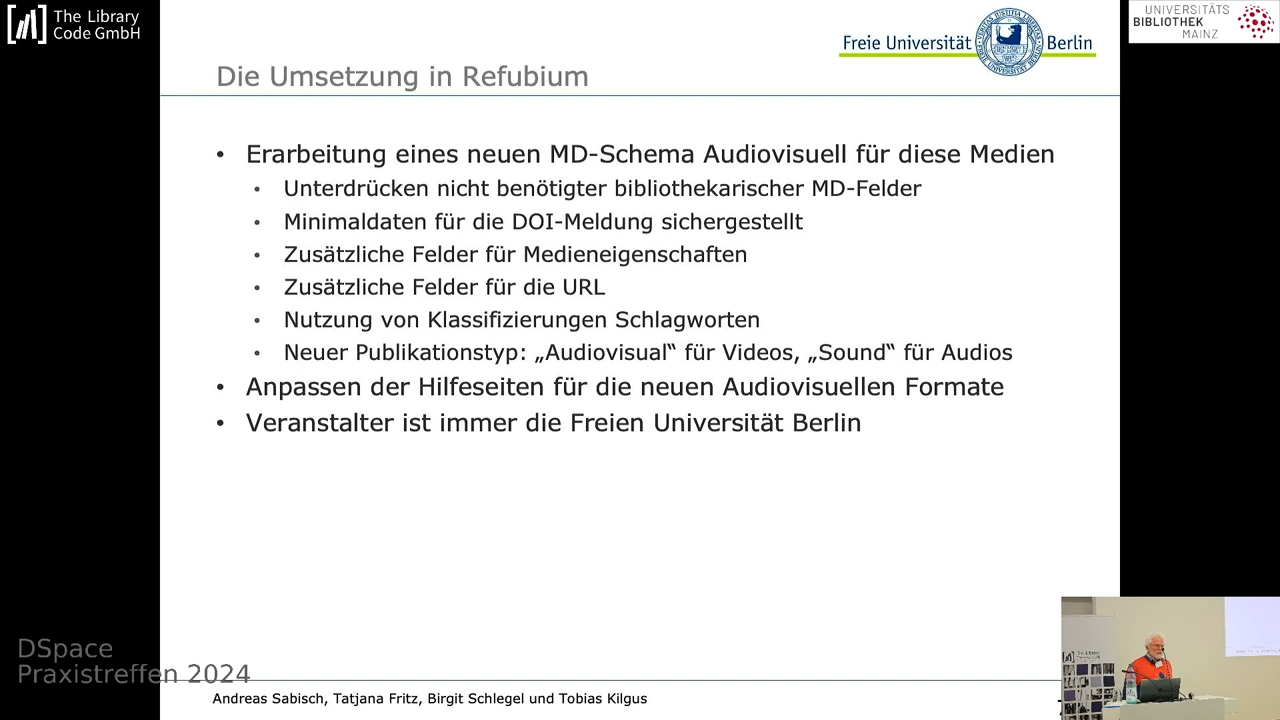 The Library
Code GmbH
Freie Universität Berlin
UNIVERSITÄTS
BIBLIOTHEK
MAINZ
Die Umsetzung in Refubium
• Erarbeitung eines neuen MD-Schema Audiovisuell für diese Medien
• Unterdrücken nicht benötigter bibliothekarischer MD-Felder
• Minimaldaten für die DOI-Meldung sichergestellt
• Zusätzliche Felder für Medieneigenschaften
• Zusätzliche Felder für die URL
• Nutzung von Klassifizierungen Schlagworten
• Neuer Publikationstyp: „Audiovisual“ für Videos, „Sound“ für Audios
• Anpassen der Hilfeseiten für die neuen Audiovisuellen Formate
• Veranstalter ist immer die Freien Universität Berlin
DSpace
Praxistreffen 2024
Andreas Sabisch, Tatjana Fritz, Birgit Schlegel und Tobias Kilgus